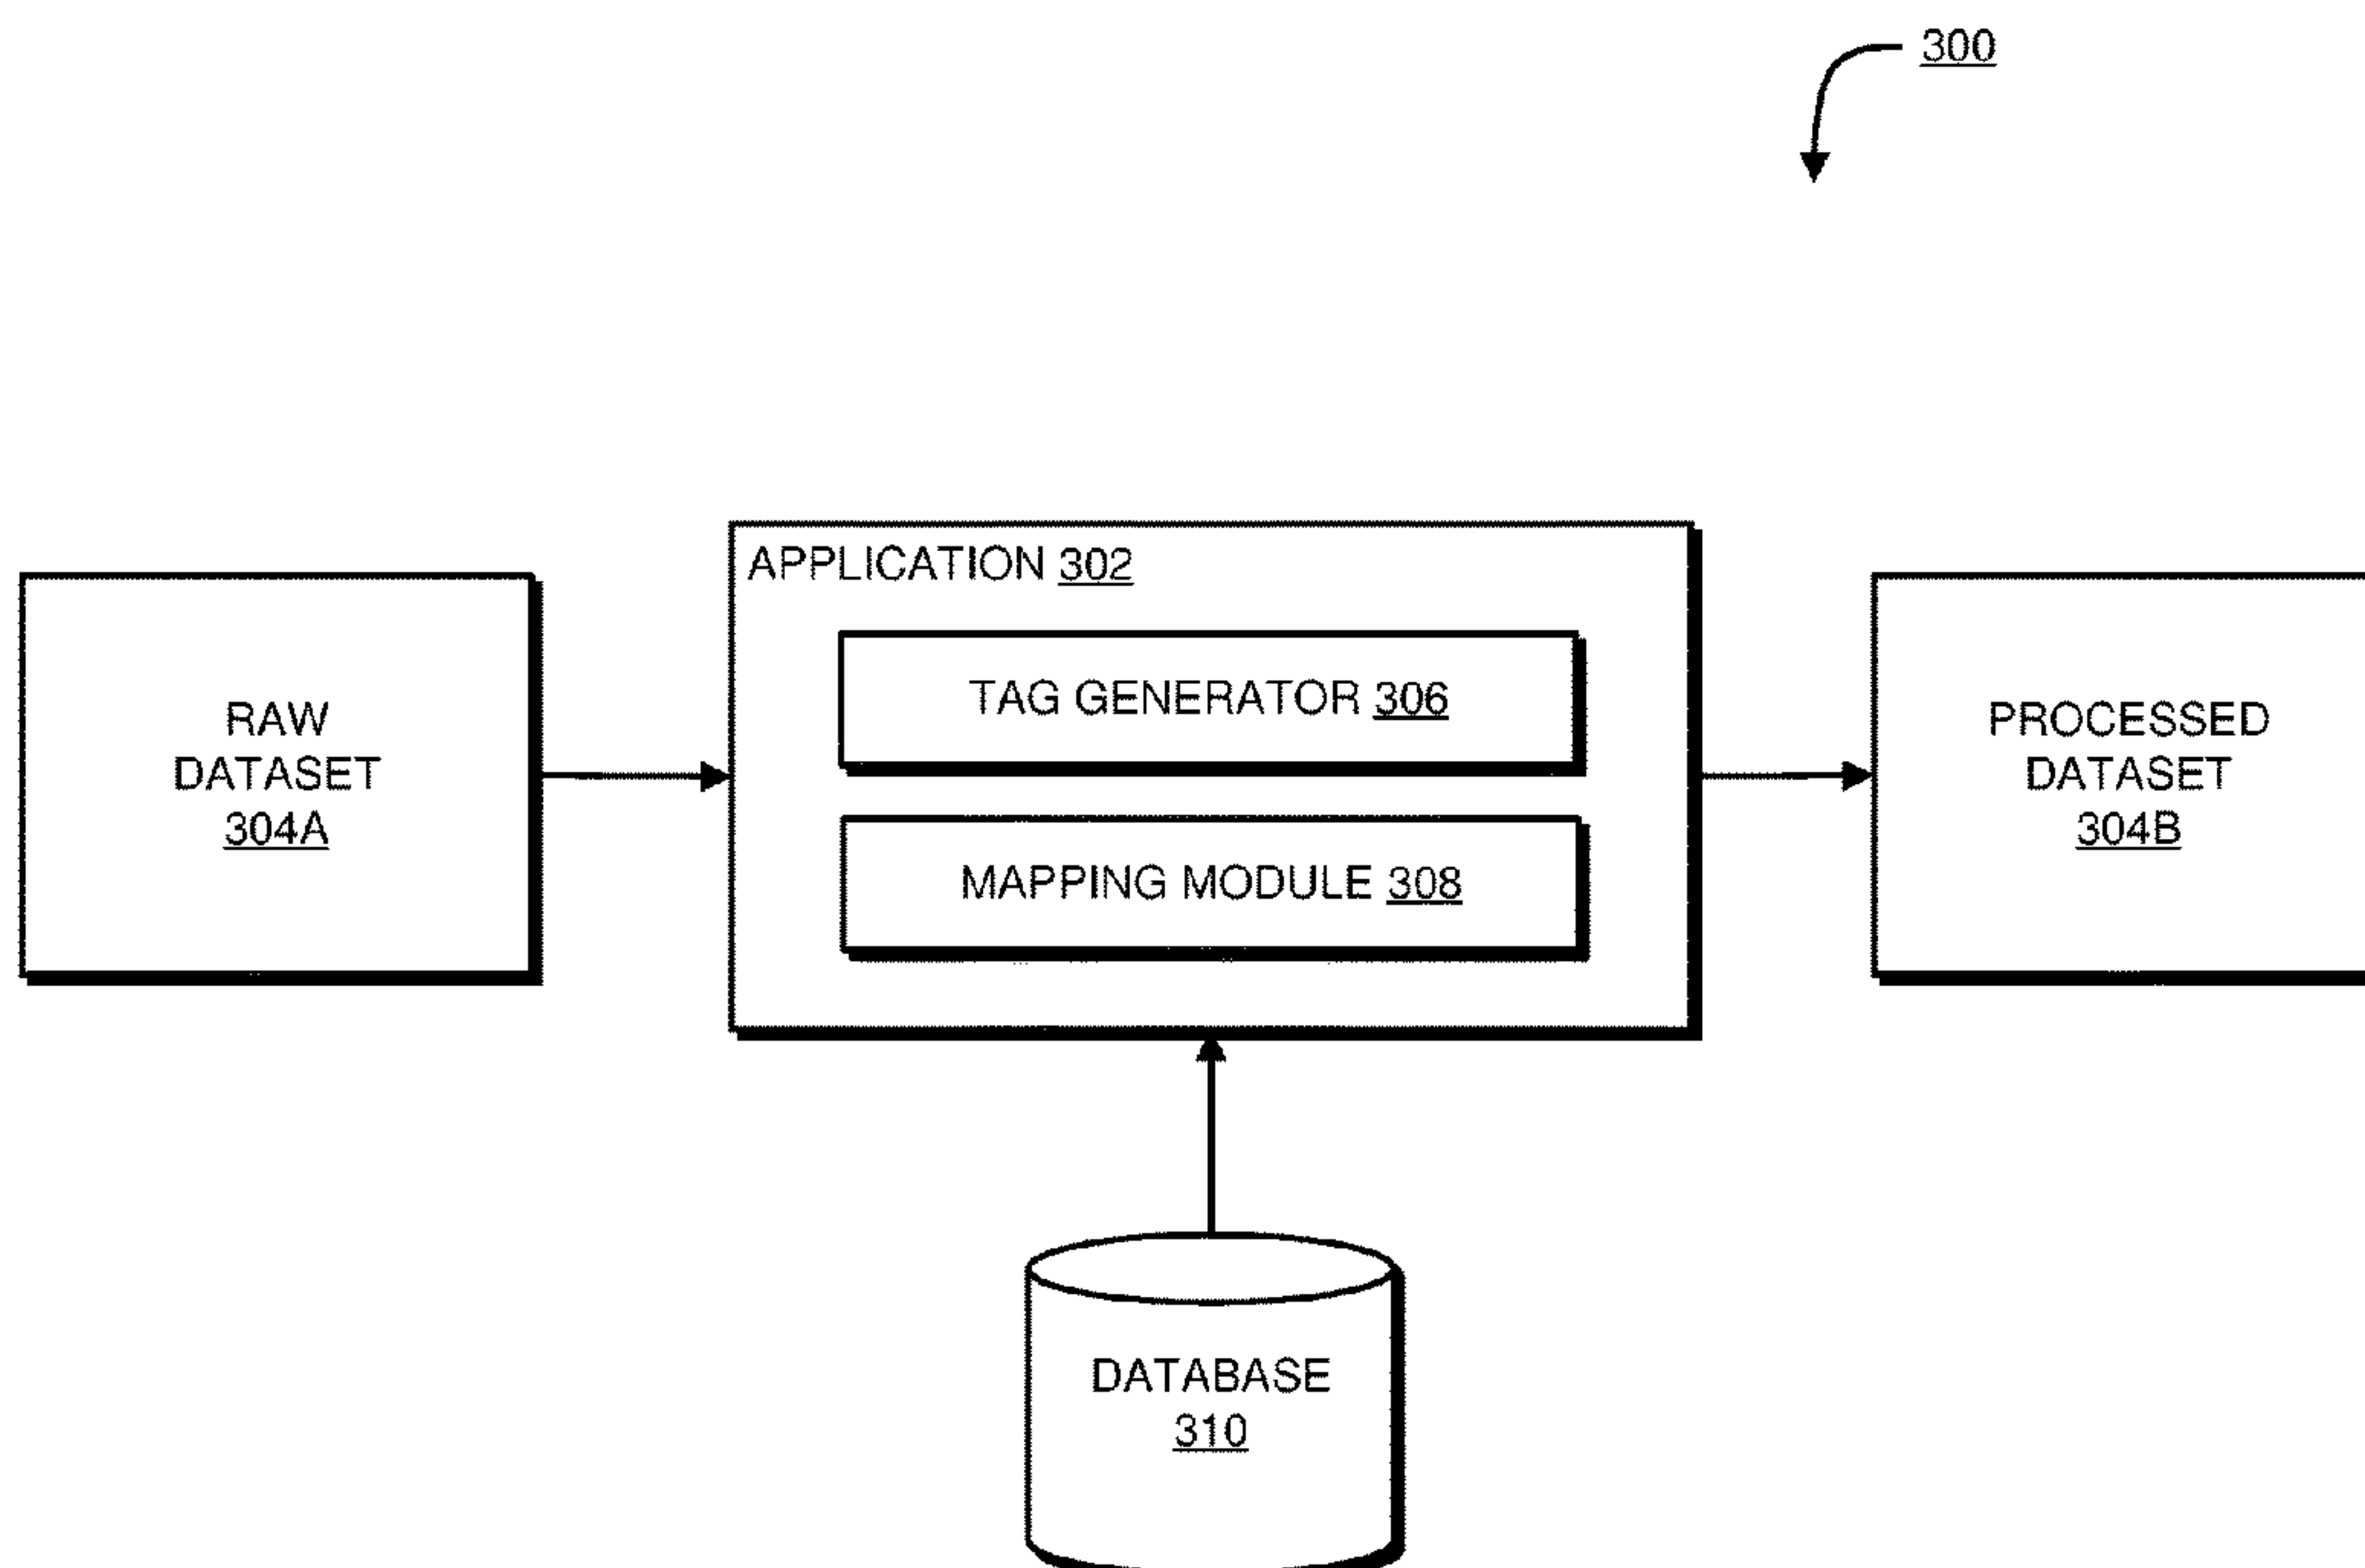 300
APPLICATION 302
TAG GENERATOR 306
MAPPING MODULE 308
RAW
DATASET
304A
PROCESSED
DATASET
304B
DATABASE
310